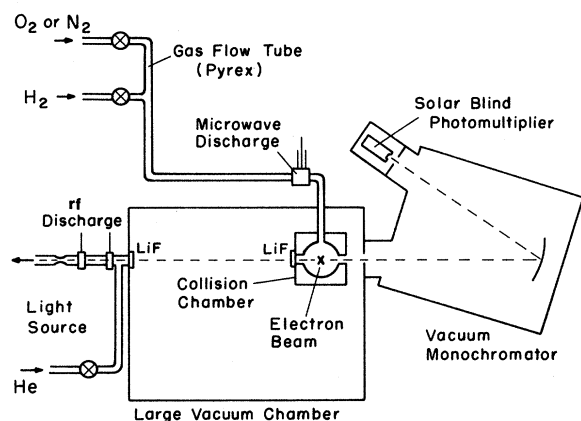 O2 or N2
Gas Flow Tube
(Pyrex)
H2
Solar Blind
Photomultiplier
Microwave
Discharge
rf
Discharge
LiF
LiF
Collision
Chamber
Light
Source
Electron
Beam
x
Vacuum
Monochromator
He
Large Vacuum Chamber